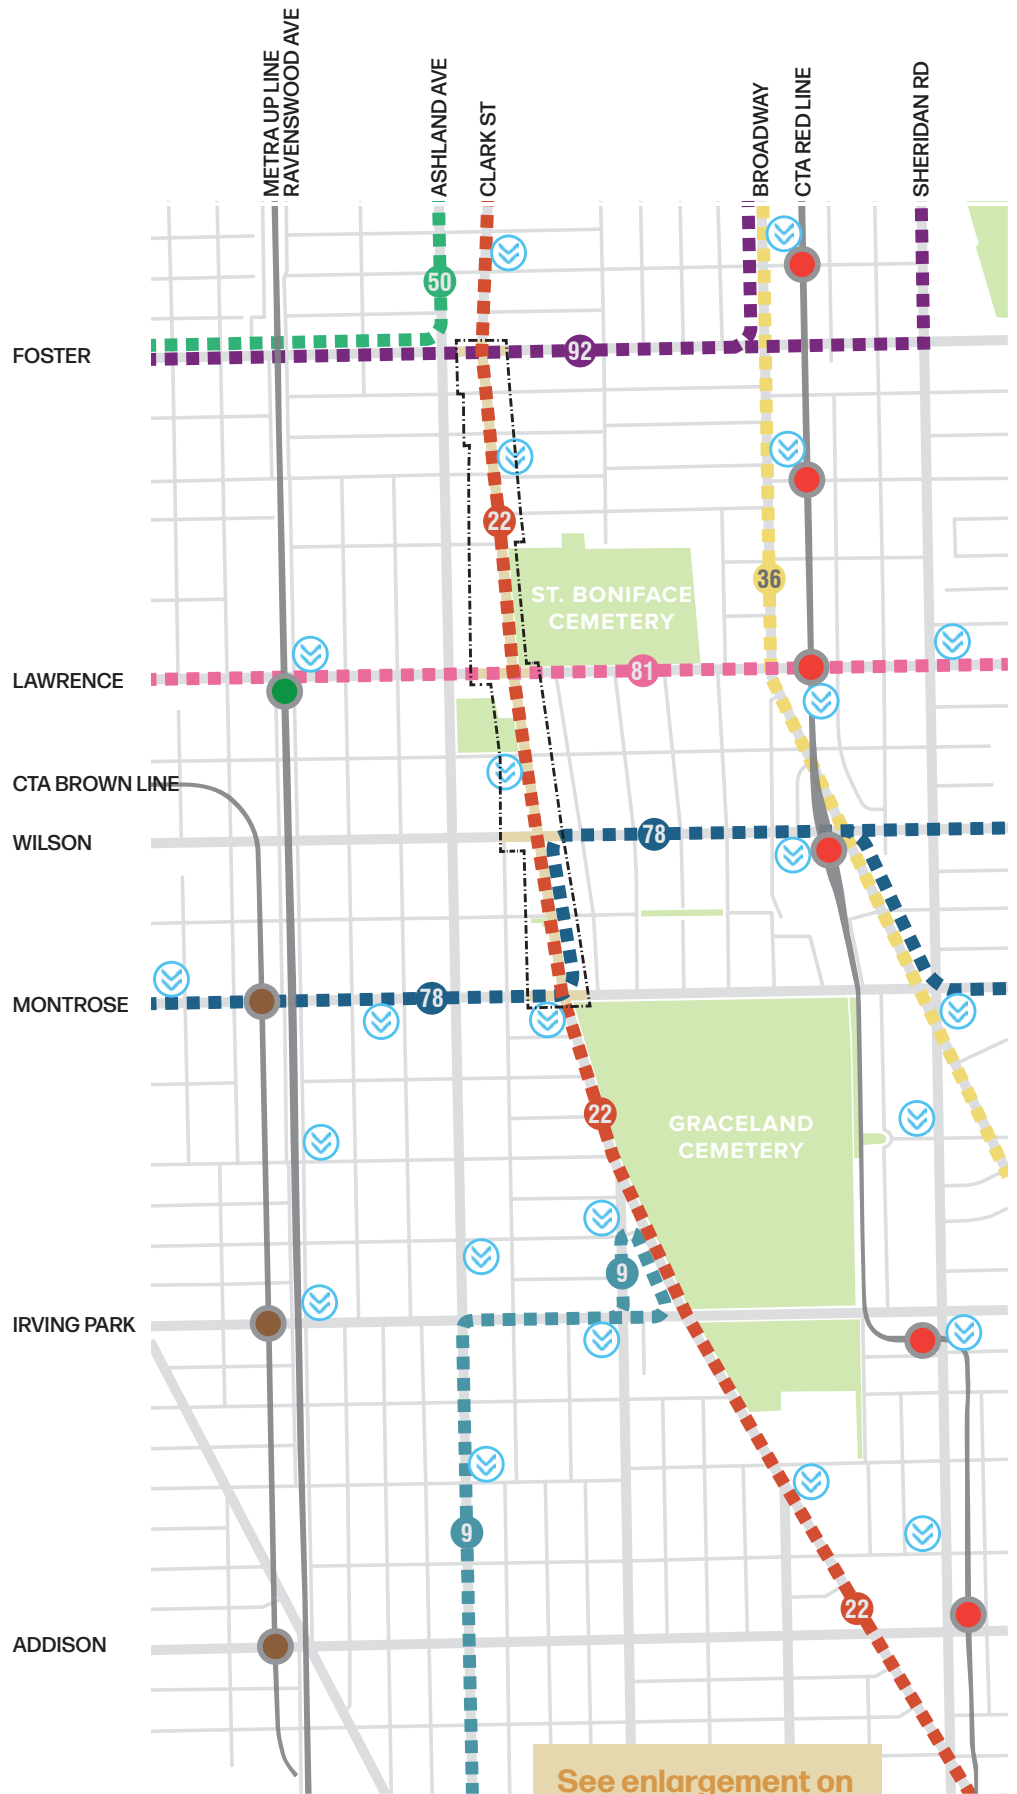 METRA UP LINE
RAVENSWOOD AVE
ASHLAND AVE
CLARK ST
BROADWAY
CTA RED LINE
SHERIDAN RD
50
FOSTER
92
22
36
ST. BONIFACE
CEMETERY
LAWRENCE
81
CTA BROWN LINE
WILSON
78
MONTROSE
78
22
GRACELAND
CEMETERY
9
IRVING PARK
9
22
ADDISON
See enlargement on